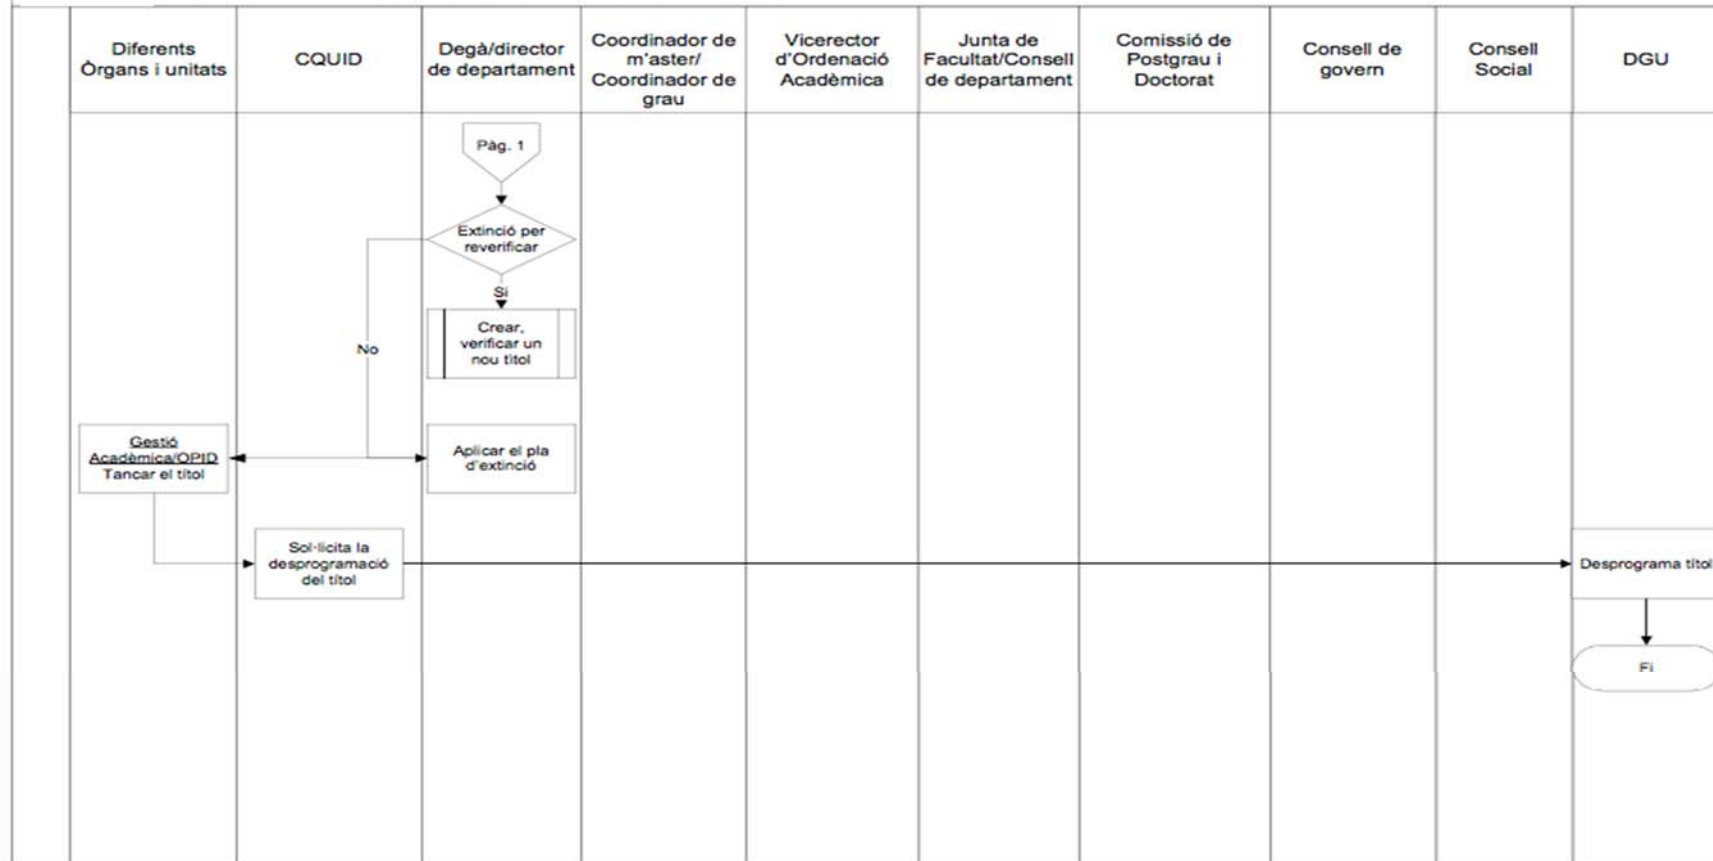 Diferents
Òrgans i unitats
CQUID
Degà/director
de departament
Coordinador de
m'aster/
Coordinador de
grau
Vicerector
d'Ordenació
Acadèmica
Junta de
Facultat/Consell
de departament
Comissió de
Postgrau i
Doctorat
Consell de
govern
Consell
Social
DGU
Pàg. 1
Extinció per
reverificar
Si
Crear,
verificar un
nou títol
No
Gestió
Acadèmica/OPID
Tancar el títol
Aplicar el pla
d'extinció
Sol·licita la
desprogramació
del títol
Desprograma títol
Fi